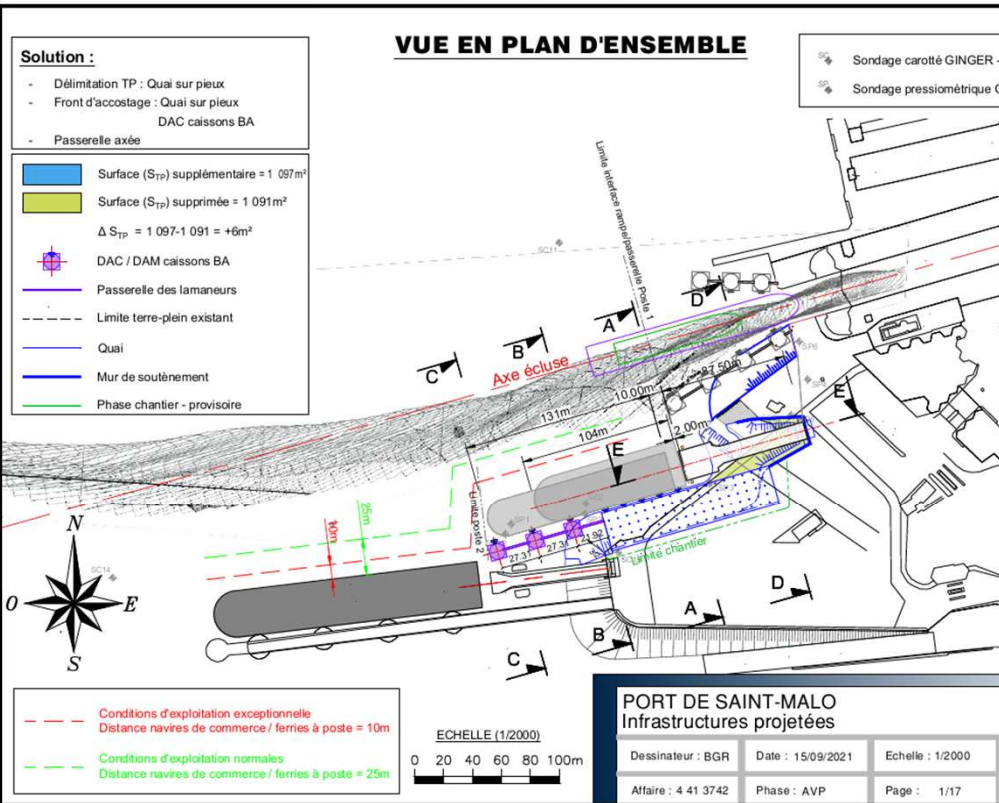 VUE EN PLAN D'ENSEMBLE
Solution :
- Délimitation TP : Quai sur pieux
- Front d'accostage : Quai sur pieux
DAC caissons BA
- Passerelle axée
Surface (STP) supplémentaire = 1 097m²
Surface (STP) supprimée = 1 091m²
Δ STP = 1 097-1 091 = +6m²
DAC / DAM caissons BA
Passerelle des lamaneurs
Limite terre-plein existant
Quai
Mur de soutènement
Phase chantier - provisoire
SC
Sondage carotté GINGER -
SP
Sondage pressiométrique
Limite interface rampe/passerelle Poste 1
SC11
D
A
B
C
Axe écluse
10.00m
87.50m
131m
104m
2.00m
SP6
E
E
Limite poste 2
25m
10m
27.31
27.31
21.92
Limite chantier
SC14
N
O
E
S
D
A
B
C
Conditions d'exploitation exceptionnelle
Distance navires de commerce / ferries à poste = 10m
Conditions d'exploitation normales
Distance navires de commerce / ferries à poste = 25m
ECHELLE (1/2000)
0 20 40 60 80 100m
PORT DE SAINT-MALO
Infrastructures projetées
Dessinateur : BGR
Date : 15/09/2021
Echelle : 1/2000
Affaire : 4 41 3742
Phase : AVP
Page : 1/17